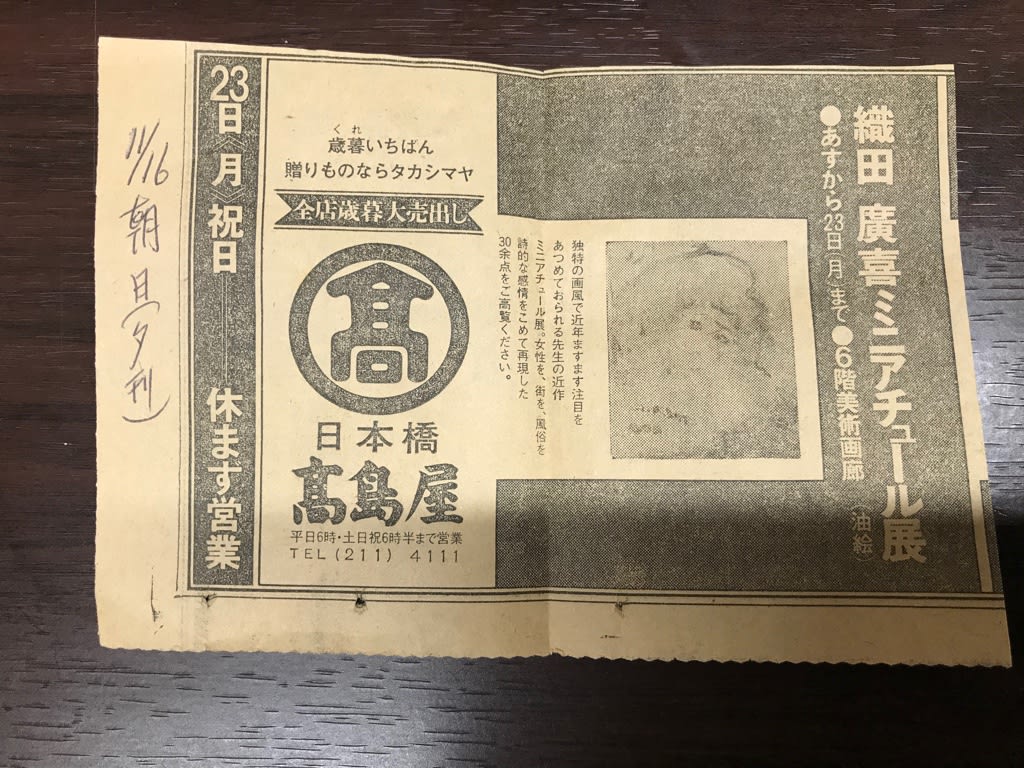 織田 廣喜ミニアチュール展(油絵)
●あすから23日〈月〉まで●6階美術画廊
独特の画風で近年ますます注目を
あつめておられる先生の近作
ミニアチュール展。女性を、街を、風俗を
詩的な感情をこめて再現した
30余点をご高覧ください。
くれ
歳暮いちばん
贈りものならタカシマヤ
全店歳暮大売出し
髙
日本橋
髙島屋
平日6時・土日祝6時半まで営業
TEL(211)4111
23日〈月〉祝日――休まず営業
11/16 朝日(夕刊)